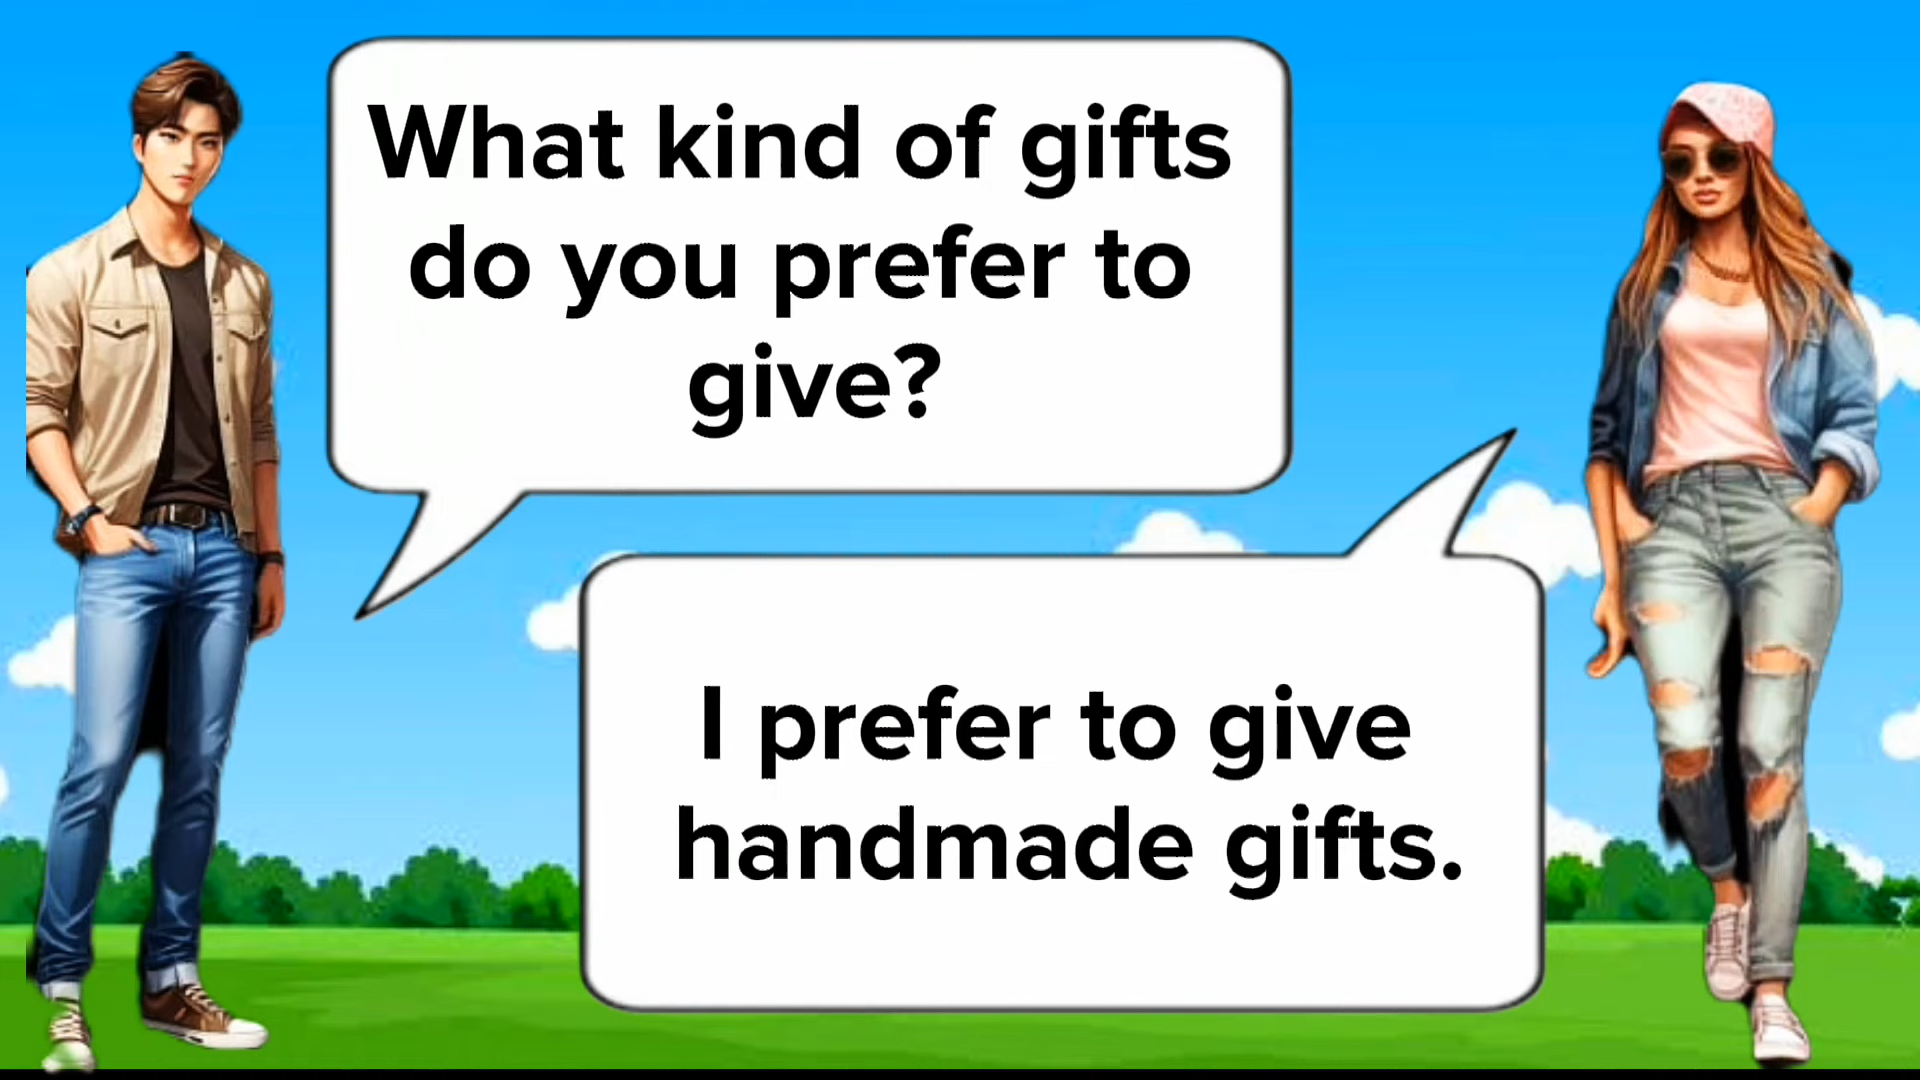 What kind of gifts
do you prefer to
give?
I prefer to give
handmade gifts.